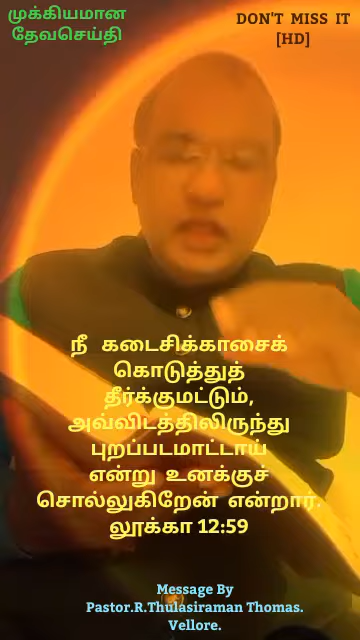 முக்கியமான
தேவசெய்தி
DON'T MISS IT
[HD]
நீ கடைசிக்காசைக்
கொடுத்துத்
தீர்க்குமட்டும்,
அவ்விடத்திலிருந்து
புறப்படமாட்டாய்
என்று உனக்குச்
சொல்லுகிறேன் என்றார்.
லூக்கா 12:59
Message By
Pastor.R.Thulasiraman Thomas.
Vellore.